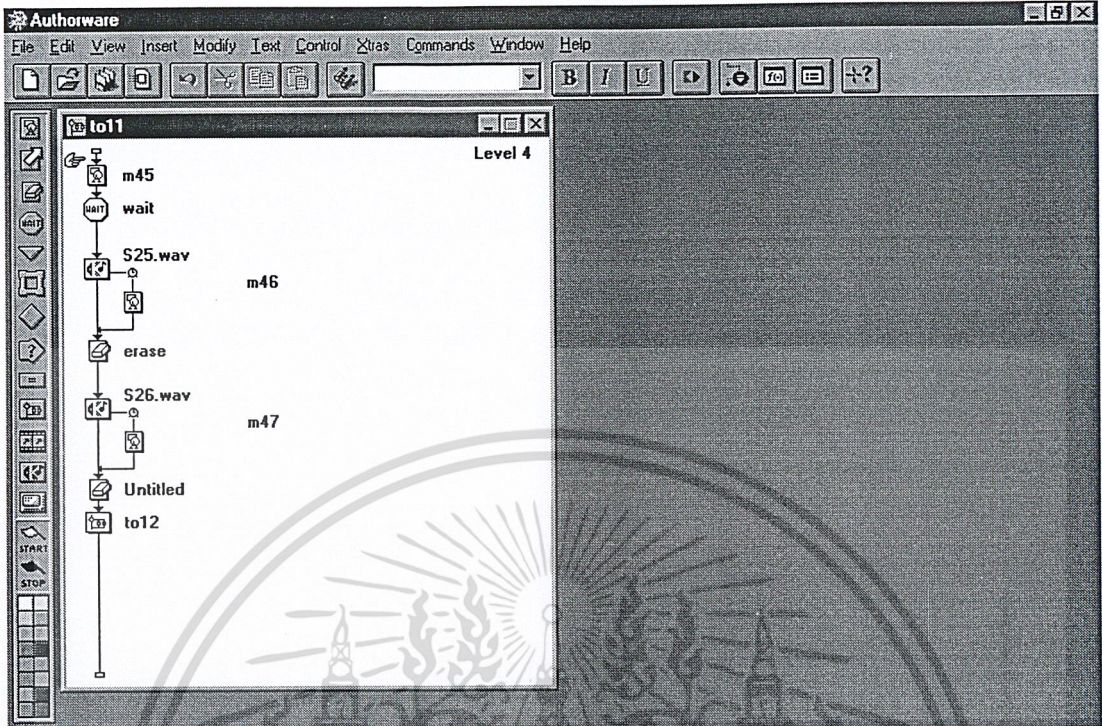 Authorware
File Edit View Insert Modify Text Control Xtras Commands Window Help
B I U
to11
Level 4
m45
WAIT wait
S25.wav
m46
erase
S26.wav
m47
Untitled
to12
WAIT
START
STOP